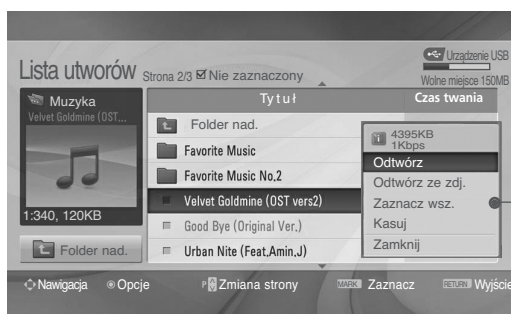 Urządzenie USB
Lista utworów Strona 2/3 Nie zaznaczony
Wolne miejsce 150MB
Muzyka
Velvet Goldmine (OST...
1:340, 120KB
Folder nad.
Tytuł Czas twania
Folder nad.
Favorite Music
Favorite Music No.2
Velvet Goldmine (OST vers2)
Good Bye (Original Ver.)
Urban Nite (Feat.Amin.J)
4395KB
1Kbps
Odtwórz
Odtwórz ze zdj.
Zaznacz wsz.
Kasuj
Zamknij
Nawigacja Opcje P Zmiana strony MARK Zaznacz RETURN Wyjście